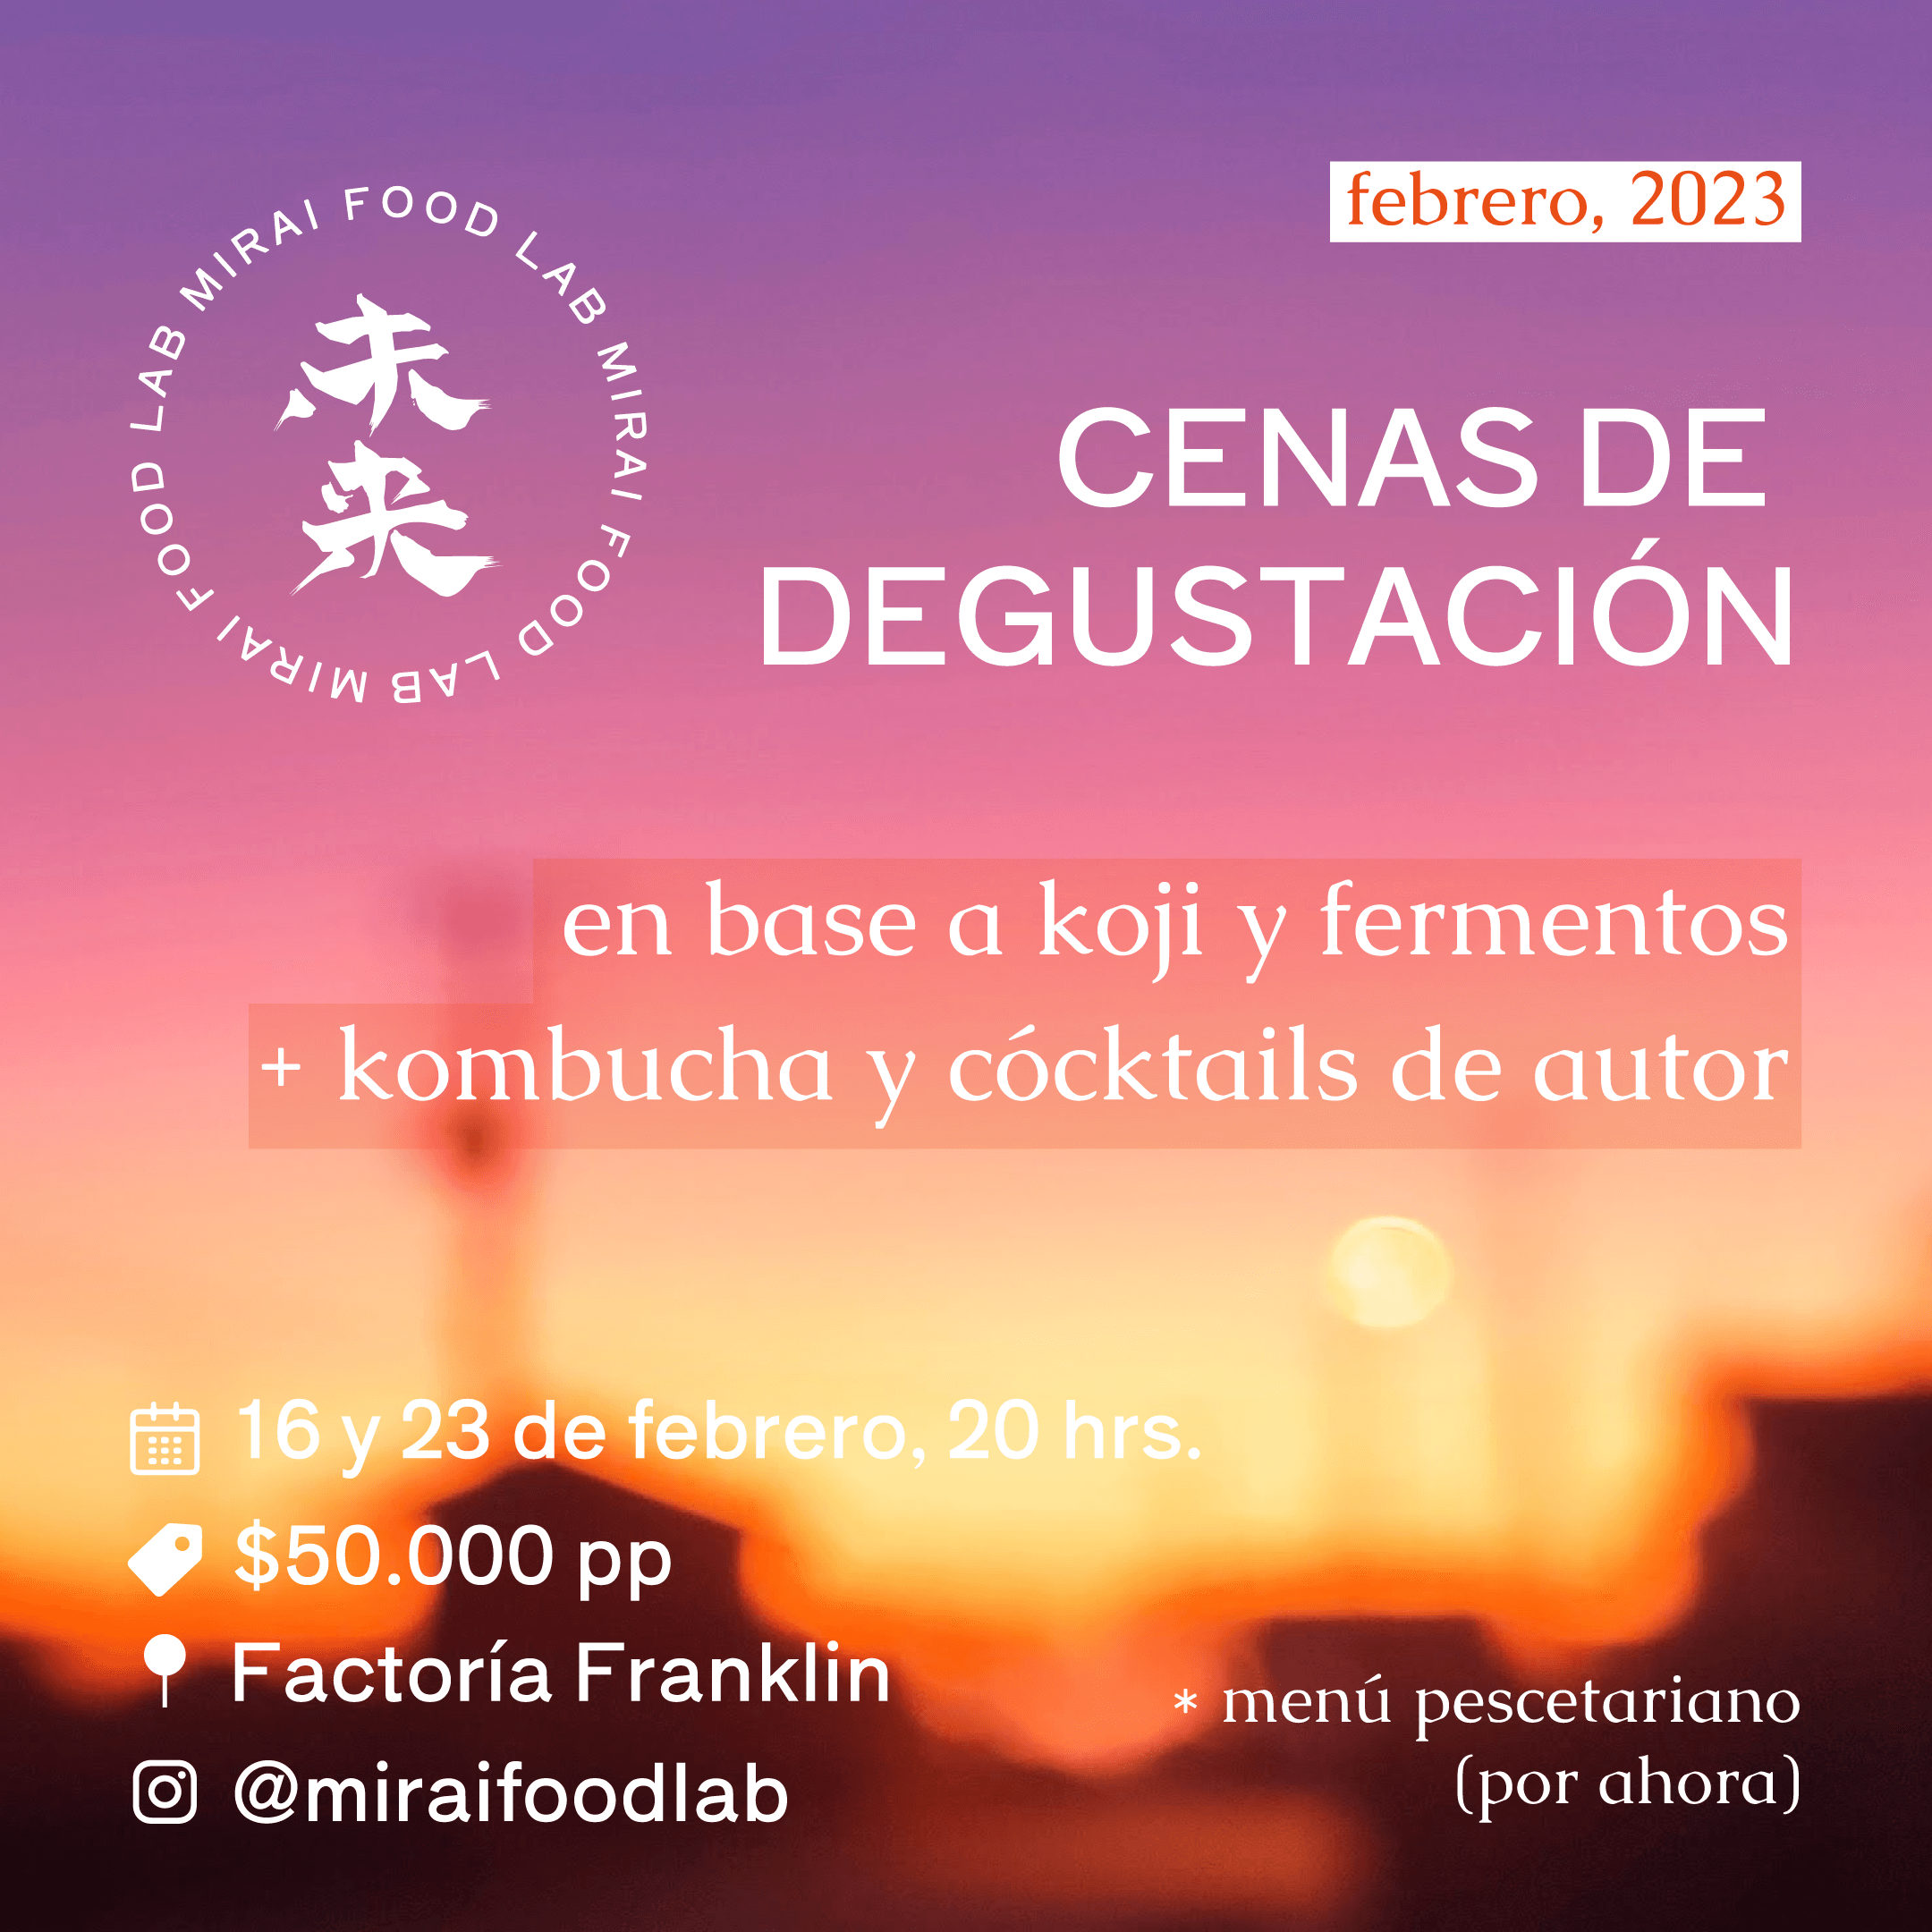 MIRAI FOOD LAB MIRAI FOOD LAB MIRAI FOOD LAB
未来
febrero, 2023
CENAS DE
DEGUSTACIÓN
en base a koji y fermentos
+ kombucha y cócktails de autor
16 y 23 de febrero, 20 hrs.
$50.000 pp
Factoría Franklin
@miraifoodlab
* menú pescetariano
(por ahora)